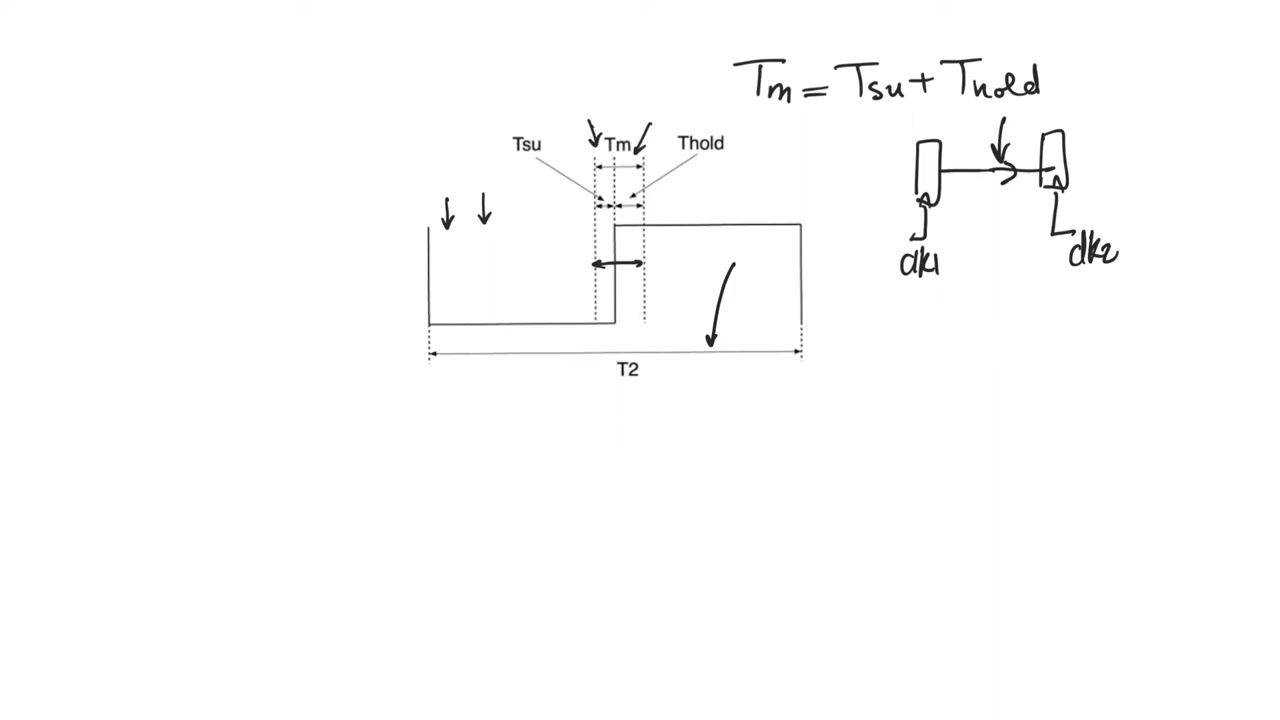 Tm = Tsu + Thold
Tsu Tm Thold
clk1 clk2
T2